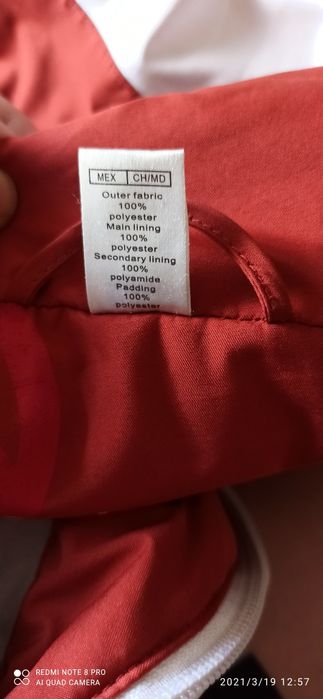 MEX CH/MD
Outer fabric
100%
polyester
Main lining
100%
polyester
Secondary lining
100%
polyamide
Padding
100%
polyester
REDMI NOTE 8 PRO
AI QUAD CAMERA
2021/3/19 12:57